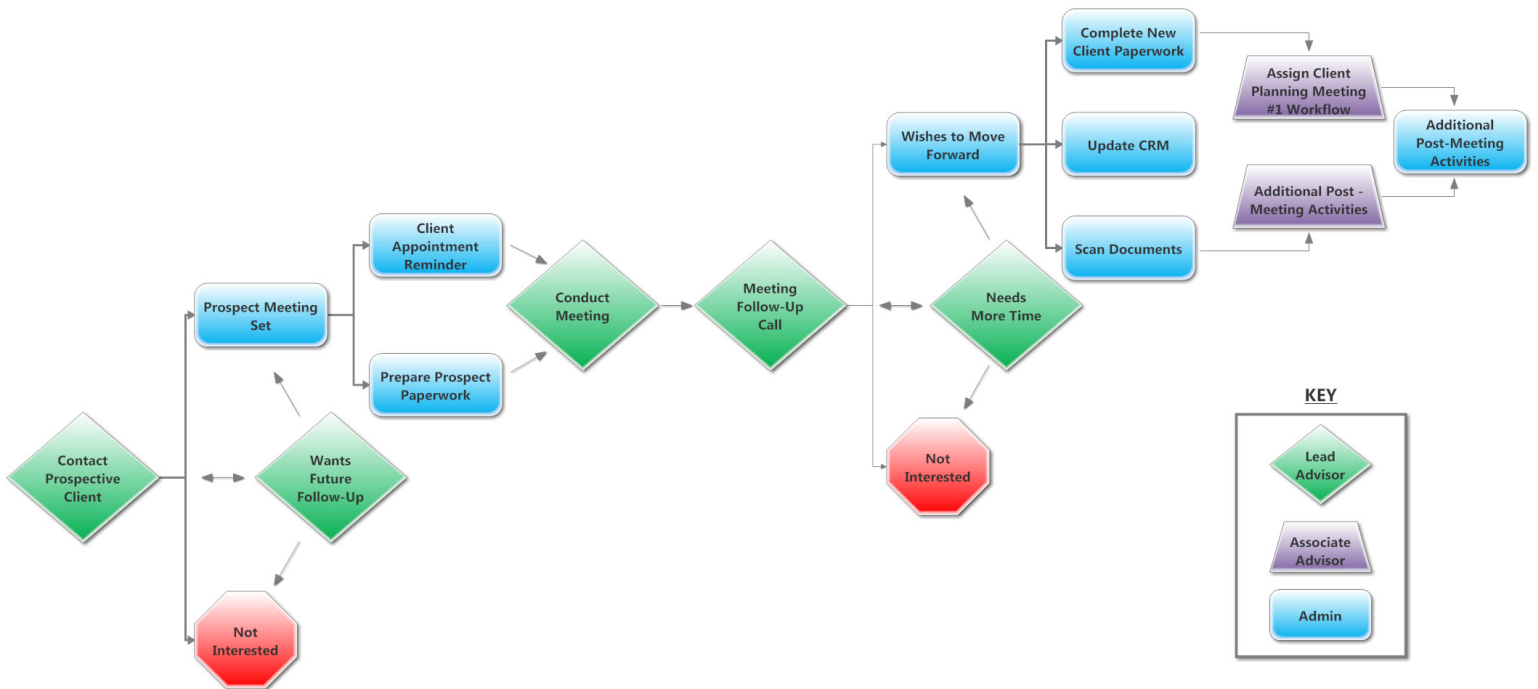 Complete New
Client Paperwork
Assign Client
Planning Meeting
#1 Workflow
Additional
Post-Meeting
Activities
Wishes to Move
Forward
Update CRM
Additional Post -
Meeting Activities
Scan Documents
Client
Appointment
Reminder
Prospect Meeting
Set
Conduct
Meeting
Meeting
Follow-Up
Call
Needs
More Time
Prepare Prospect
Paperwork
Contact
Prospective
Client
Wants
Future
Follow-Up
Not
Interested
Not
Interested
KEY
Lead
Advisor
Associate
Advisor
Admin